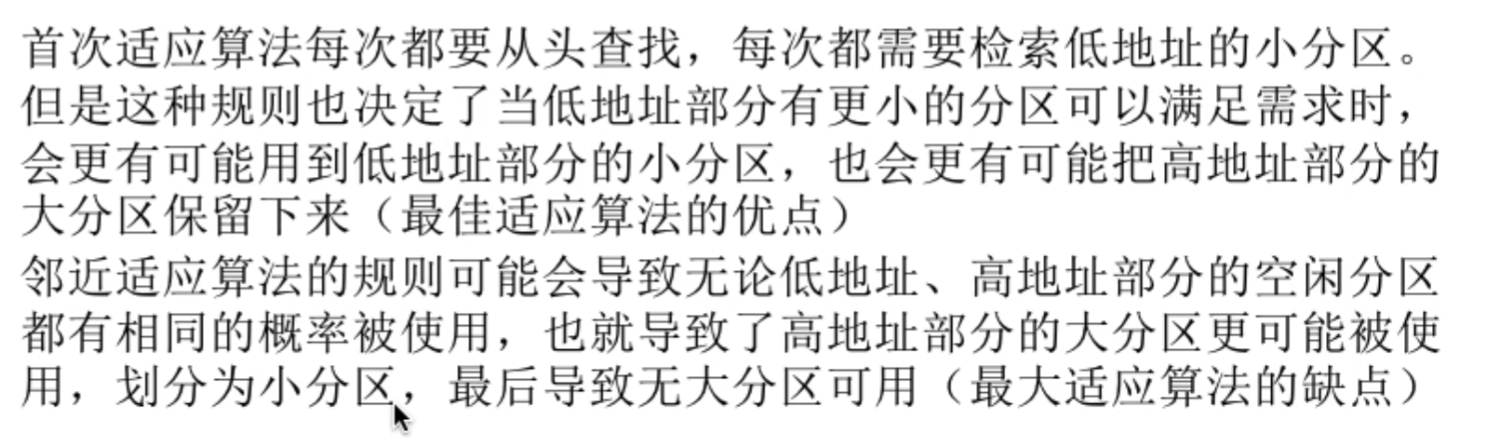 首次适应算法每次都要从头查找，每次都需要检索低地址的小分区。
但是这种规则也决定了当低地址部分有更小的分区可以满足需求时，
会更有可能用到低地址部分的小分区，也会更有可能把高地址部分的
大分区保留下来（最佳适应算法的优点）
邻近适应算法的规则可能会导致无论低地址、高地址部分的空闲分区
都有相同的概率被使用，也就导致了高地址部分的大分区更可能被使
用，划分为小分区，最后导致无大分区可用（最大适应算法的缺点）